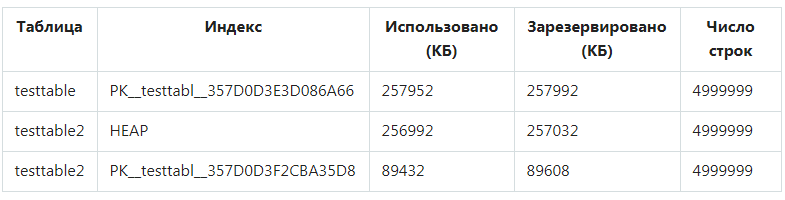 Таблица Индекс Использовано (КБ) Зарезервировано (КБ) Число строк
testtable PK__testtabl__357D0D3E3D086A66 257952 257992 4999999
testtable2 HEAP 256992 257032 4999999
testtable2 PK__testtabl__357D0D3F2CBA35D8 89432 89608 4999999